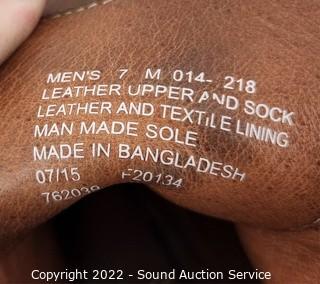 MEN'S 7 M 014- 218
LEATHER UPPER AND SOCK
LEATHER AND TEXTILE LINING
MAN MADE SOLE
MADE IN BANGLADESH
07/15 F20134
762039
Copyright 2022 - Sound Auction Service